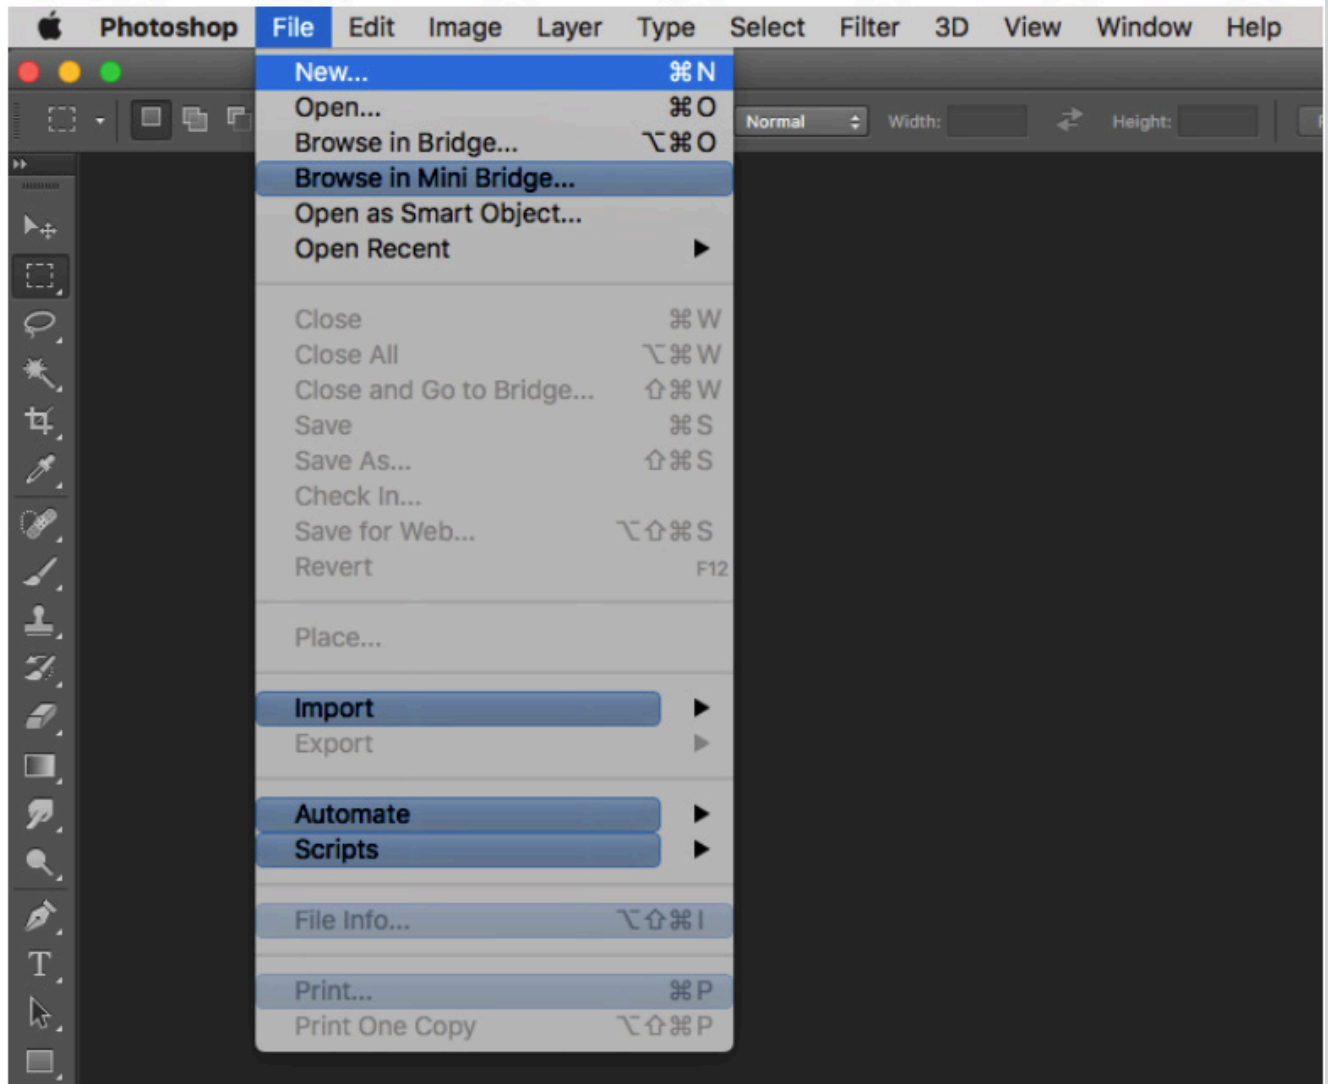 Photoshop File Edit Image Layer Type Select Filter 3D View Window Help
New... ⌘N
Open... ⌘O
Normal Width: Height:
Browse in Bridge... ⌥⌘O
Browse in Mini Bridge...
Open as Smart Object...
Open Recent ▶
Close ⌘W
Close All ⌥⌘W
Close and Go to Bridge... ⇧⌘W
Save ⌘S
Save As... ⇧⌘S
Check In...
Save for Web... ⌥⇧⌘S
Revert F12
Place...
Import ▶
Export ▶
Automate ▶
Scripts ▶
File Info... ⌥⇧⌘I
Print... ⌘P
Print One Copy ⌥⇧⌘P